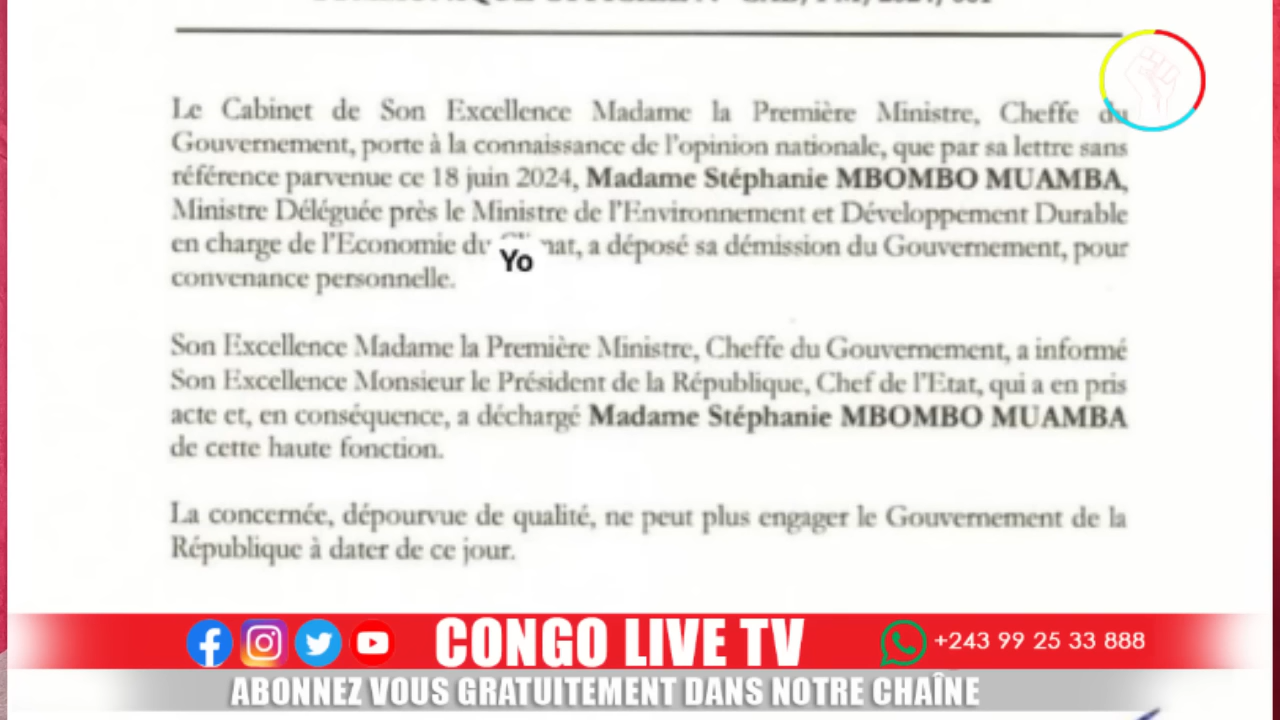 Le Cabinet de Son Excellence Madame la Première Ministre, Cheffe du
Gouvernement, porte à la connaissance de l'opinion nationale, que par sa lettre sans
référence parvenue ce 18 juin 2024, Madame Stéphanie MBOMBO MUAMBA,
Ministre Déléguée près le Ministre de l'Environnement et Développement Durable
en charge de l'Economie du Climat, a déposé sa démission du Gouvernement, pour
Yo
convenance personnelle.
Son Excellence Madame la Première Ministre, Cheffe du Gouvernement, a informé
Son Excellence Monsieur le Président de la République, Chef de l'Etat, qui a en pris
acte et, en conséquence, a déchargé Madame Stéphanie MBOMBO MUAMBA
de cette haute fonction.
La concernée, dépourvue de qualité, ne peut plus engager le Gouvernement de la
République à dater de ce jour.
CONGO LIVE TV
+243 99 25 33 888
ABONNEZ VOUS GRATUITEMENT DANS NOTRE CHAÎNE